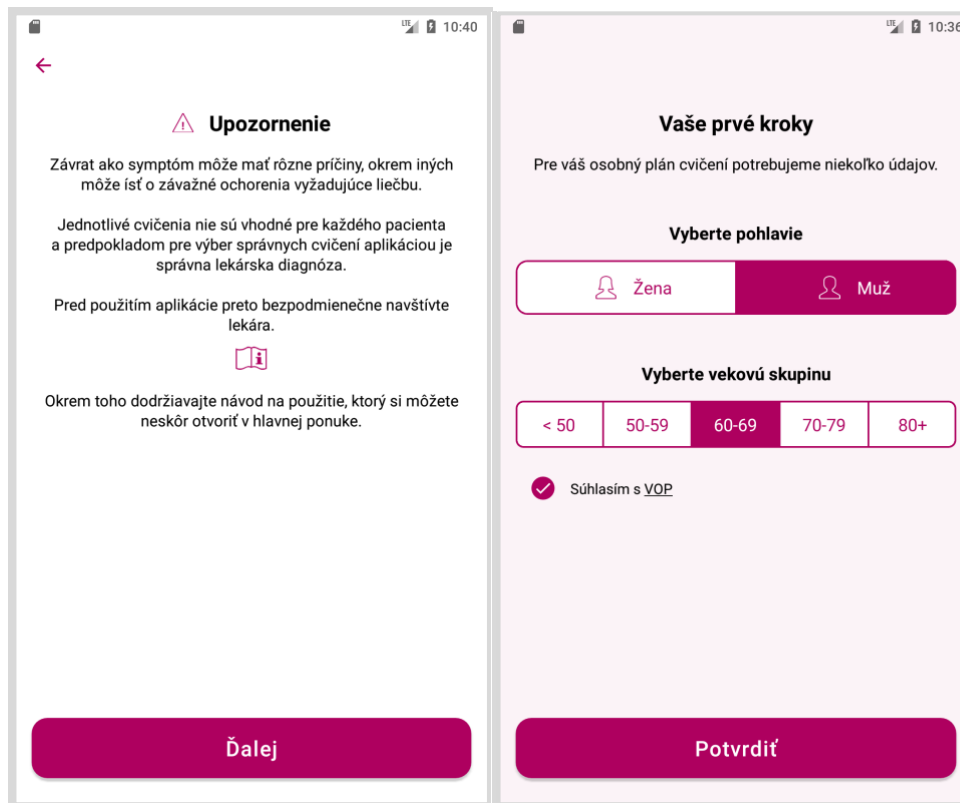 LTE 10:40
Upozornenie
Závrat ako symptóm môže mať rôzne príčiny, okrem iných
môže ísť o závažné ochorenia vyžadujúce liečbu.
Jednotlivé cvičenia nie sú vhodné pre každého pacienta
a predpokladom pre výber správnych cvičení aplikáciou je
správna lekárska diagnóza.
Pred použitím aplikácie preto bezpodmienečne navštívte
lekára.
Okrem toho dodržiavajte návod na použitie, ktorý si môžete
neskôr otvoriť v hlavnej ponuke.
Ďalej
LTE 10:36
Vaše prvé kroky
Pre váš osobný plán cvičení potrebujeme niekoľko údajov.
Vyberte pohlavie
Žena Muž
Vyberte vekovú skupinu
< 50 50-59 60-69 70-79 80+
Súhlasím s VOP
Potvrdiť